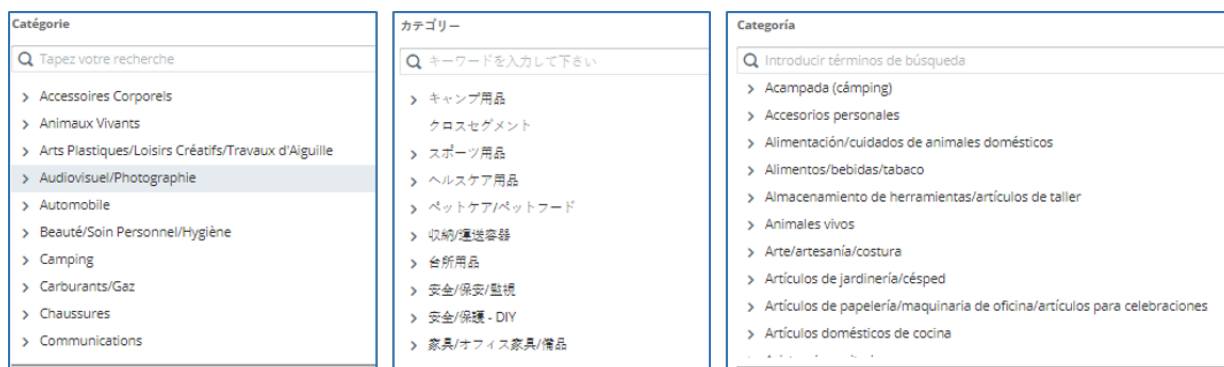 Catégorie
Tapez votre recherche
Accessoires Corporels
Animaux Vivants
Arts Plastiques/Loisirs Créatifs/Travaux d'Aiguille
Audiovisuel/Photographie
Automobile
Beauté/Soin Personnel/Hygiène
Camping
Carburants/Gaz
Chaussures
Communications
カテゴリー
キーワードを入力して下さい
キャンプ用品
クロスセグメント
スポーツ用品
ヘルスケア用品
ペットケア/ペットフード
収納/運送容器
台所用品
安全/保安/監視
安全/保護 - DIY
家具/オフィス家具/備品
Categoría
Introducir términos de búsqueda
Acampada (cámping)
Accesorios personales
Alimentación/cuidados de animales domésticos
Alimentos/bebidas/tabaco
Almacenamiento de herramientas/artículos de taller
Animales vivos
Arte/artesanía/costura
Artículos de jardinería/césped
Artículos de papelería/maquinaria de oficina/artículos para celebraciones
Artículos domésticos de cocina